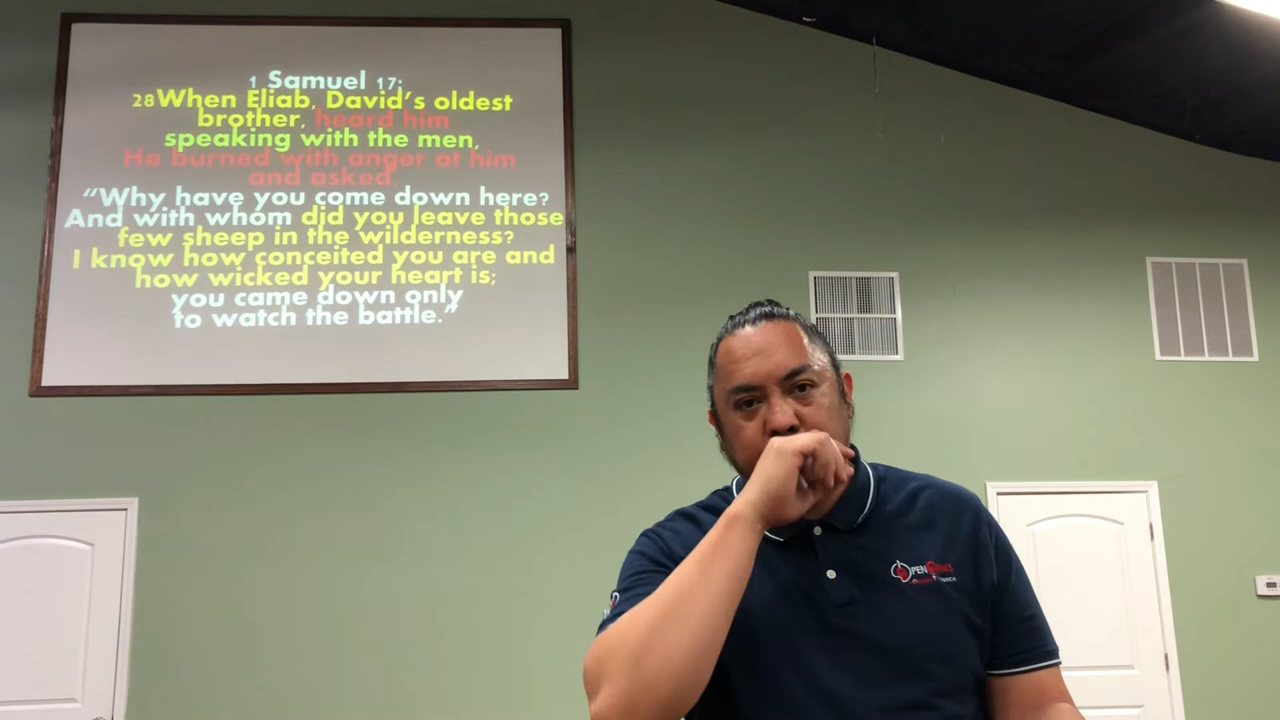 1 Samuel 17:
28When Eliab, David's oldest
brother, heard him
speaking with the men,
He burned with anger at him
and asked,
“Why have you come down here?
And with whom did you leave those
few sheep in the wilderness?
I know how conceited you are and
how wicked your heart is;
you came down only
to watch the battle.”
OPEN ARMS